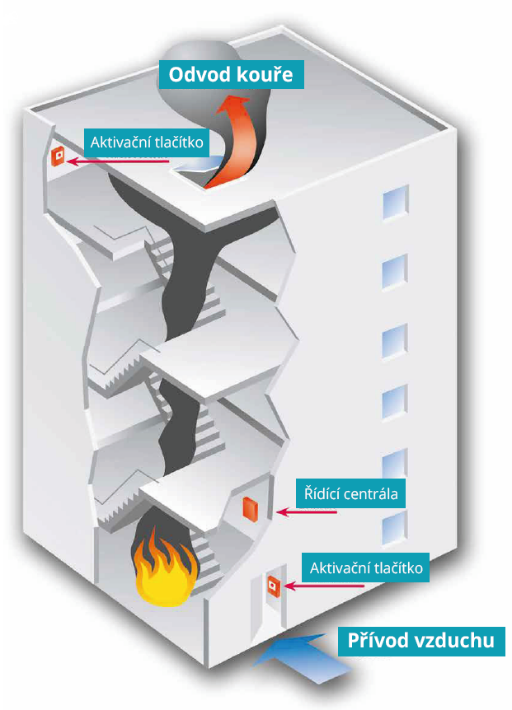 Odvod kouře
Aktivační tlačítko
Řídící centrála
Aktivační tlačítko
Přívod vzduchu